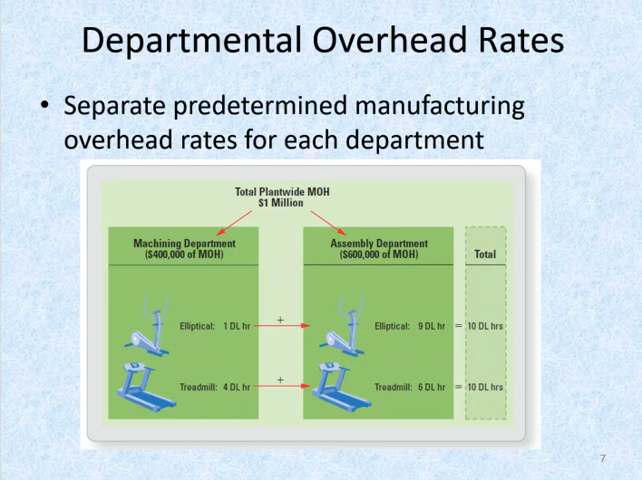 Departmental Overhead Rates
• Separate predetermined manufacturing
overhead rates for each department
Total Plantwide MOH
$1 Million
Machining Department
($400,000 of MOH)
Assembly Department
($600,000 of MOH)
Total
Elliptical: 1 DL hr + Elliptical: 9 DL hr = 10 DL hrs
Treadmill: 4 DL hr + Treadmill: 6 DL hr = 10 DL hrs
7